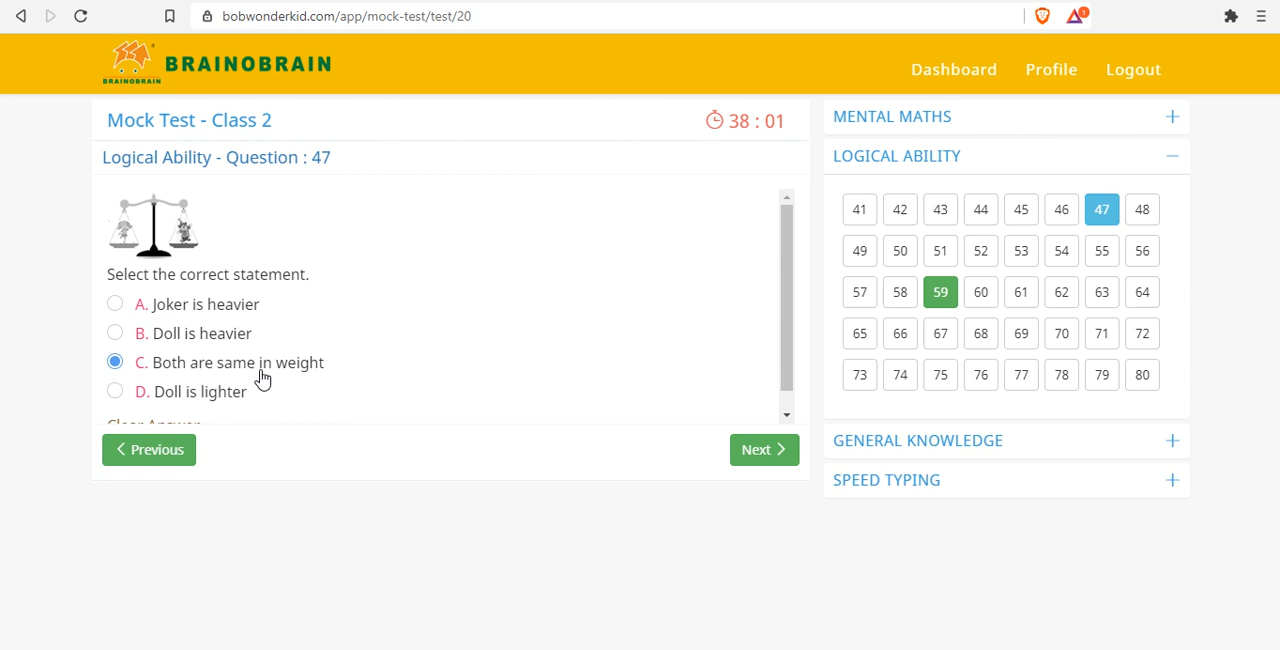 bobwonderkid.com/app/mock-test/test/20
1
BRAINOBRAIN
BRAINOBRAIN
Dashboard Profile Logout
Mock Test - Class 2
38 : 01
Logical Ability - Question : 47
Select the correct statement.
A. Joker is heavier
B. Doll is heavier
C. Both are same in weight
D. Doll is lighter
Clear Answer
Previous
Next
MENTAL MATHS
LOGICAL ABILITY
41 42 43 44 45 46 47 48
49 50 51 52 53 54 55 56
57 58 59 60 61 62 63 64
65 66 67 68 69 70 71 72
73 74 75 76 77 78 79 80
GENERAL KNOWLEDGE
SPEED TYPING